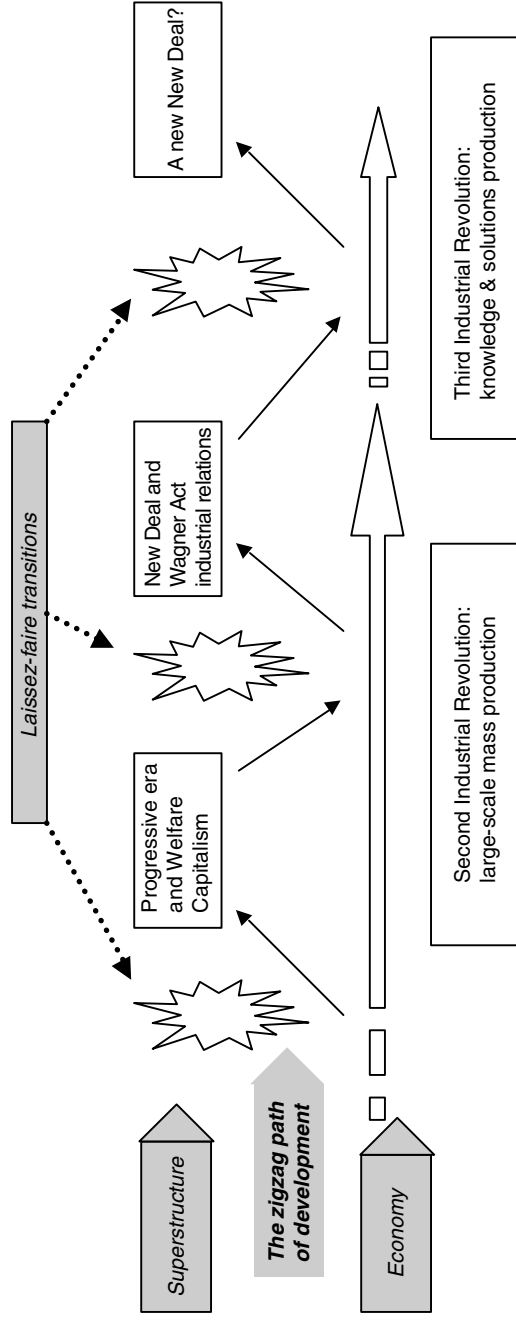 Laissez-faire transitions
Superstructure
Progressive era
and Welfare
Capitalism
New Deal and
Wagner Act
industrial relations
A new New Deal?
The zigzag path
of development
Economy
Second Industrial Revolution:
large-scale mass production
Third Industrial Revolution:
knowledge & solutions production